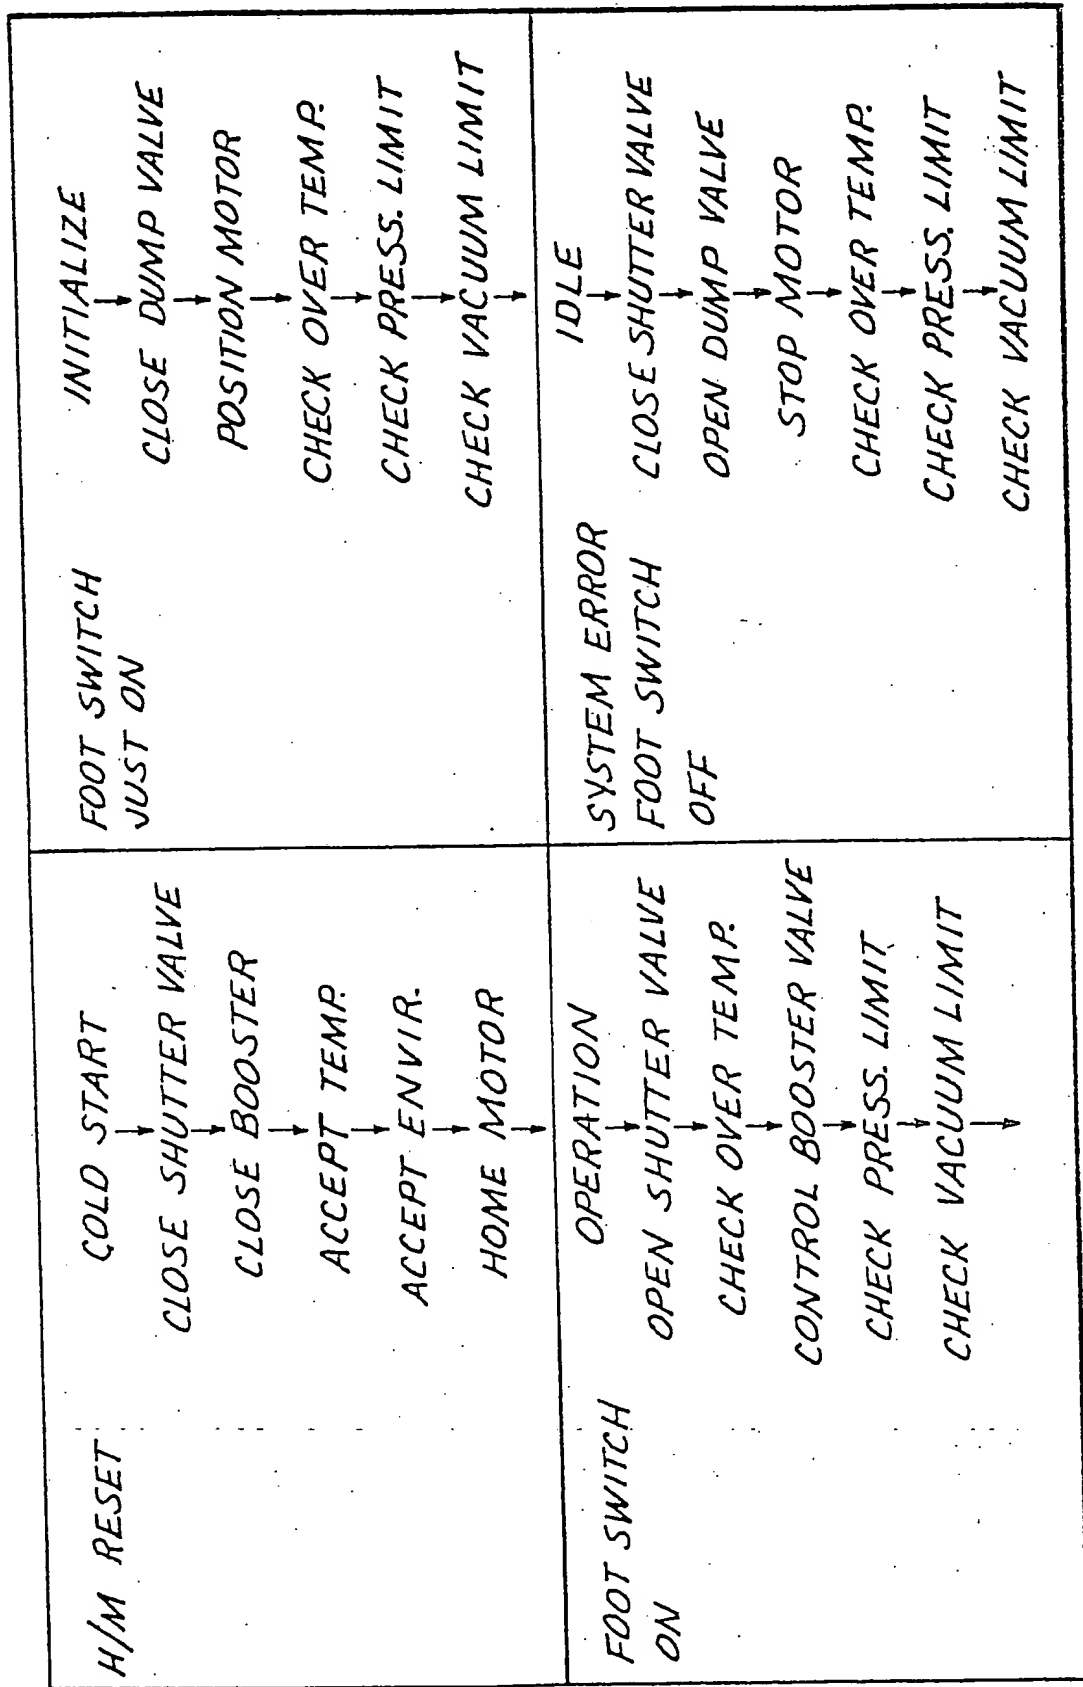 H/M RESET
COLD START
CLOSE SHUTTER VALVE
CLOSE BOOSTER
ACCEPT TEMP.
ACCEPT ENVIR.
HOME MOTOR
FOOT SWITCH
JUST ON
INITIALIZE
CLOSE DUMP VALVE
POSITION MOTOR
CHECK OVER TEMP.
CHECK PRESS. LIMIT
CHECK VACUUM LIMIT
FOOT SWITCH
ON
OPERATION
OPEN SHUTTER VALVE
CHECK OVER TEMP.
CONTROL BOOSTER VALVE
CHECK PRESS. LIMIT
CHECK VACUUM LIMIT
SYSTEM ERROR
FOOT SWITCH
OFF
IDLE
CLOSE SHUTTER VALVE
OPEN DUMP VALVE
STOP MOTOR
CHECK OVER TEMP.
CHECK PRESS. LIMIT
CHECK VACUUM LIMIT